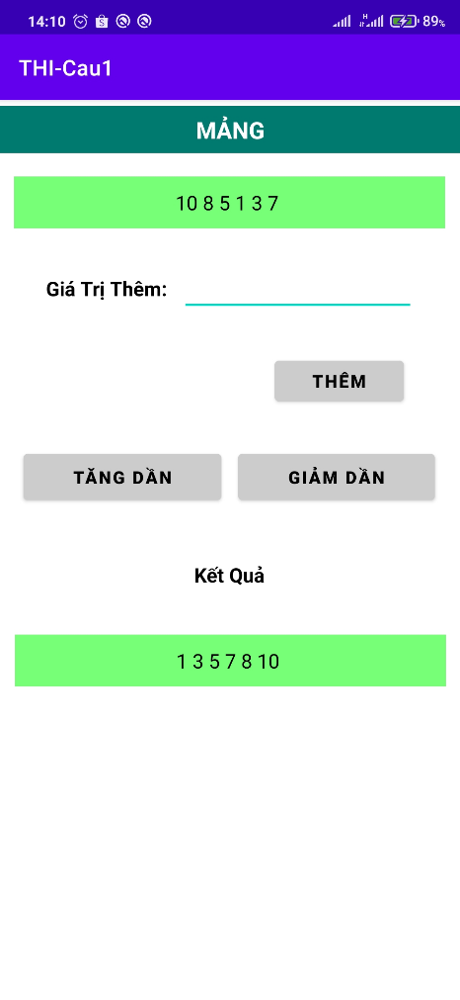 14:10 89%
THI-Cau1
MẢNG
10 8 5 1 3 7
Giá Trị Thêm:
THÊM
TĂNG DẦN GIẢM DẦN
Kết Quả
1 3 5 7 8 10